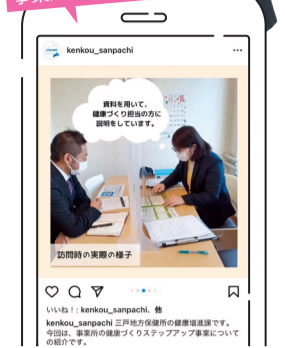 kenkou_sanpachi
資料を用いて、
健康づくり担当の方に
説明をしています。
訪問時の実際の様子
いいね！: kenkou_sanpachi、他
kenkou_sanpachi 三戸地方保健所の健康増進課です。
今回は、事業所の健康づくりステップアップ事業について
の紹介です。